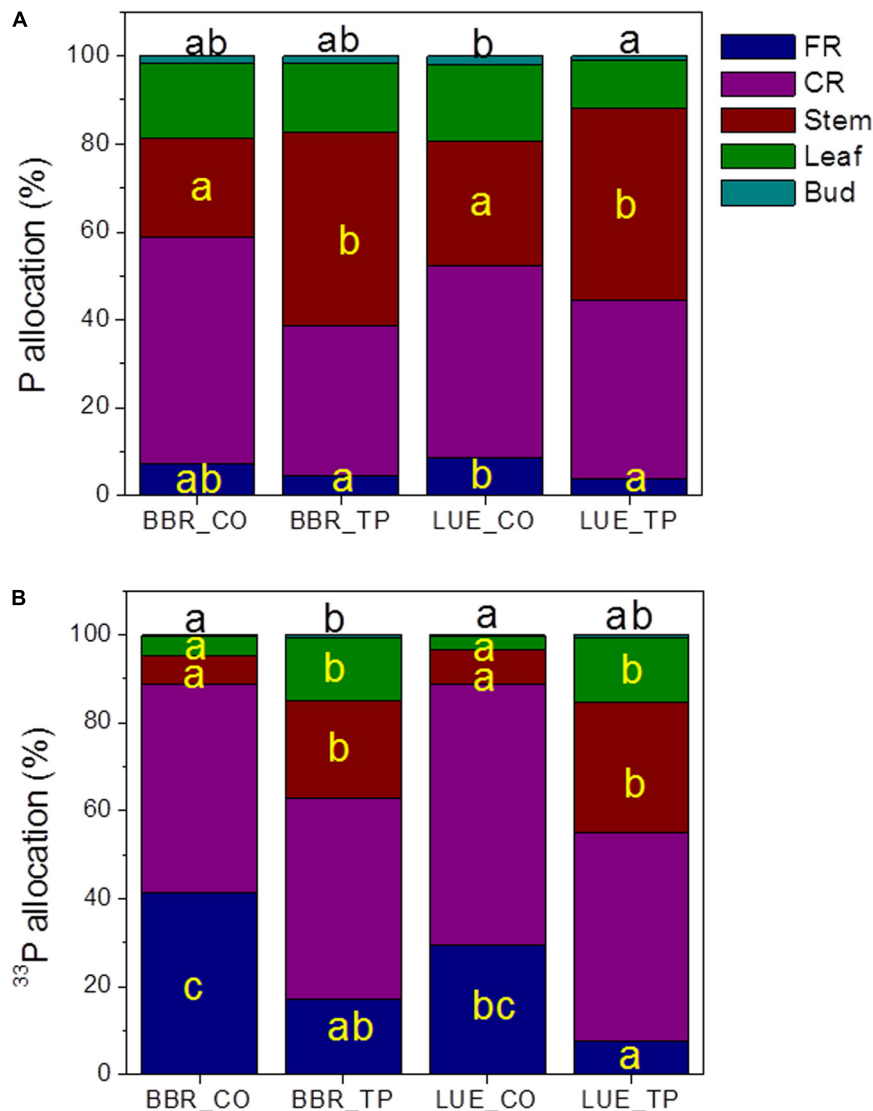 A
P allocation (%)
100
80
60
40
20
0
ab
ab
b
a
a
b
a
b
ab
a
b
a
BBR_CO
BBR_TP
LUE_CO
LUE_TP
FR
CR
Stem
Leaf
Bud
B
³³P allocation (%)
100
80
60
40
20
0
a
b
a
ab
a
b
a
b
a
b
a
b
c
ab
bc
a
BBR_CO
BBR_TP
LUE_CO
LUE_TP